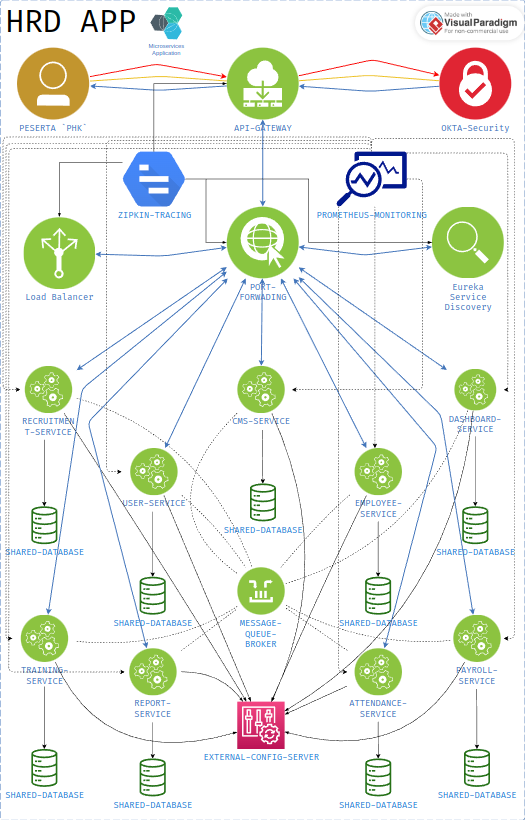 HRD APP
Microservices
Application
Made with
Visual Paradigm
For non-commercial use
PESERTA `PHK`
API-GATEWAY
OKTA-Security
ZIPKIN-TRACING
PROMETHEUS-MONITORING
Load Balancer
PORT-
FORWADING
Eureka
Service
Discovery
RECRUITMEN
T-SERVICE
CMS-SERVICE
DASHBOARD-
SERVICE
USER-SERVICE
EMPLOYEE-
SERVICE
SHARED-DATABASE
SHARED-DATABASE
SHARED-DATABASE
SHARED-DATABASE
SHARED-DATABASE
MESSAGE-
QUEUE-
BROKER
TRAINING-
SERVICE
PAYROLL-
SERVICE
REPORT-
SERVICE
ATTENDANCE-
SERVICE
EXTERNAL-CONFIG-SERVER
SHARED-DATABASE
SHARED-DATABASE
SHARED-DATABASE
SHARED-DATABASE